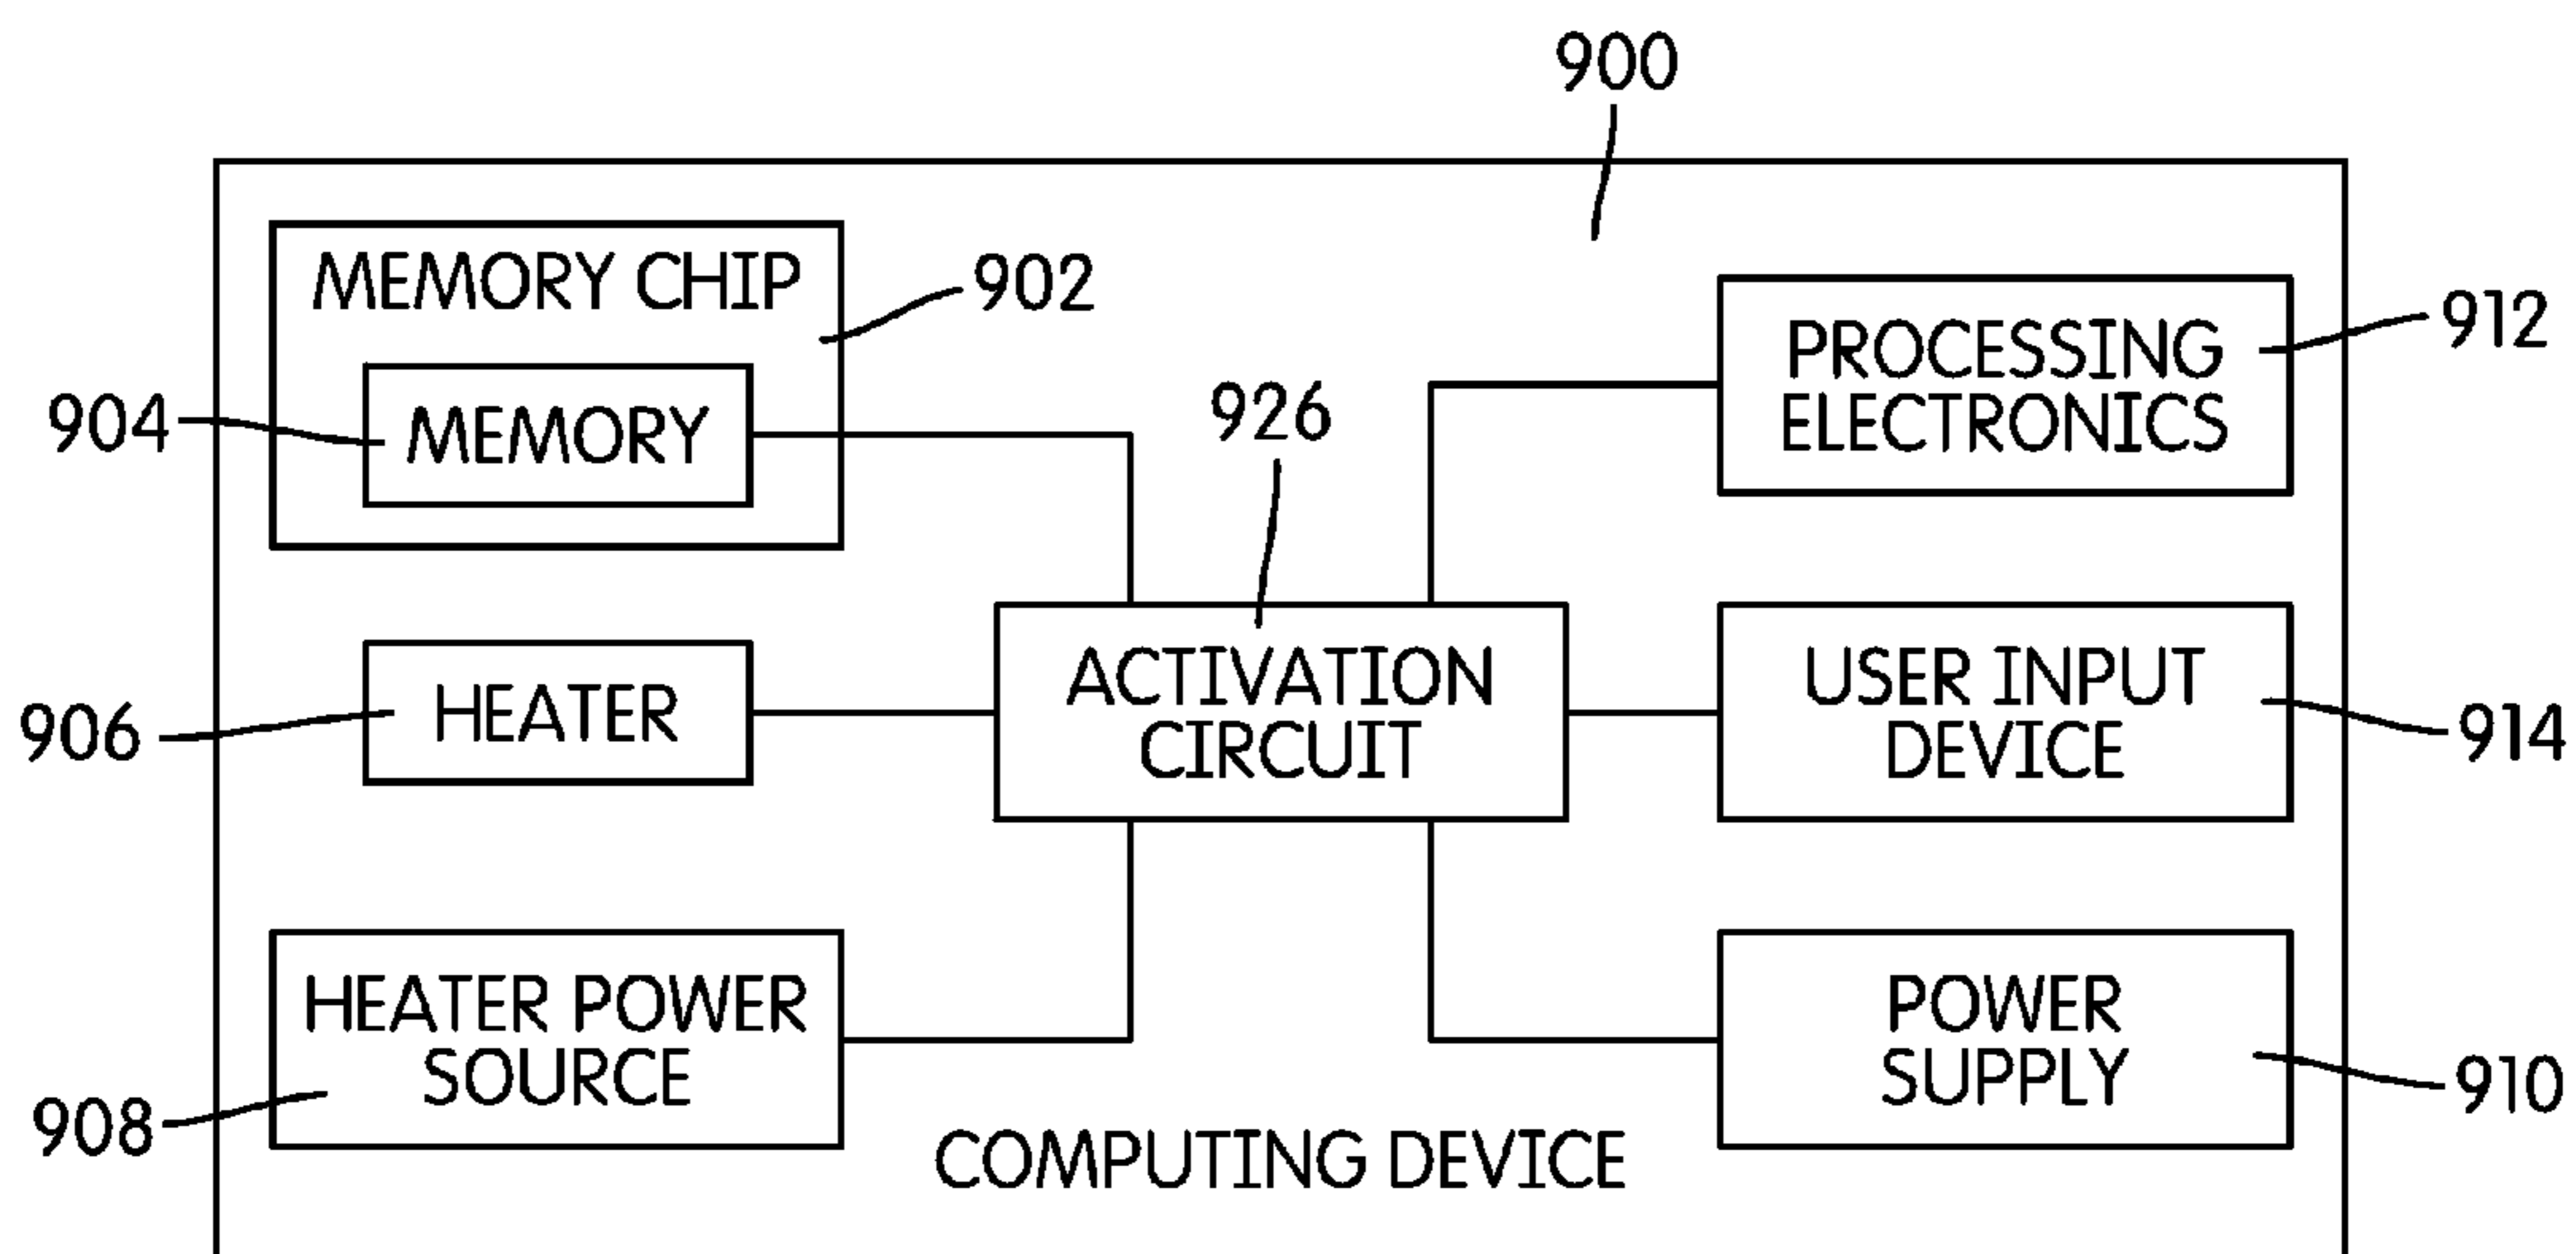 900
MEMORY CHIP
902
PROCESSING
ELECTRONICS
912
904
MEMORY
926
906
HEATER
ACTIVATION
CIRCUIT
USER INPUT
DEVICE
914
HEATER POWER
SOURCE
908
POWER
SUPPLY
910
COMPUTING DEVICE